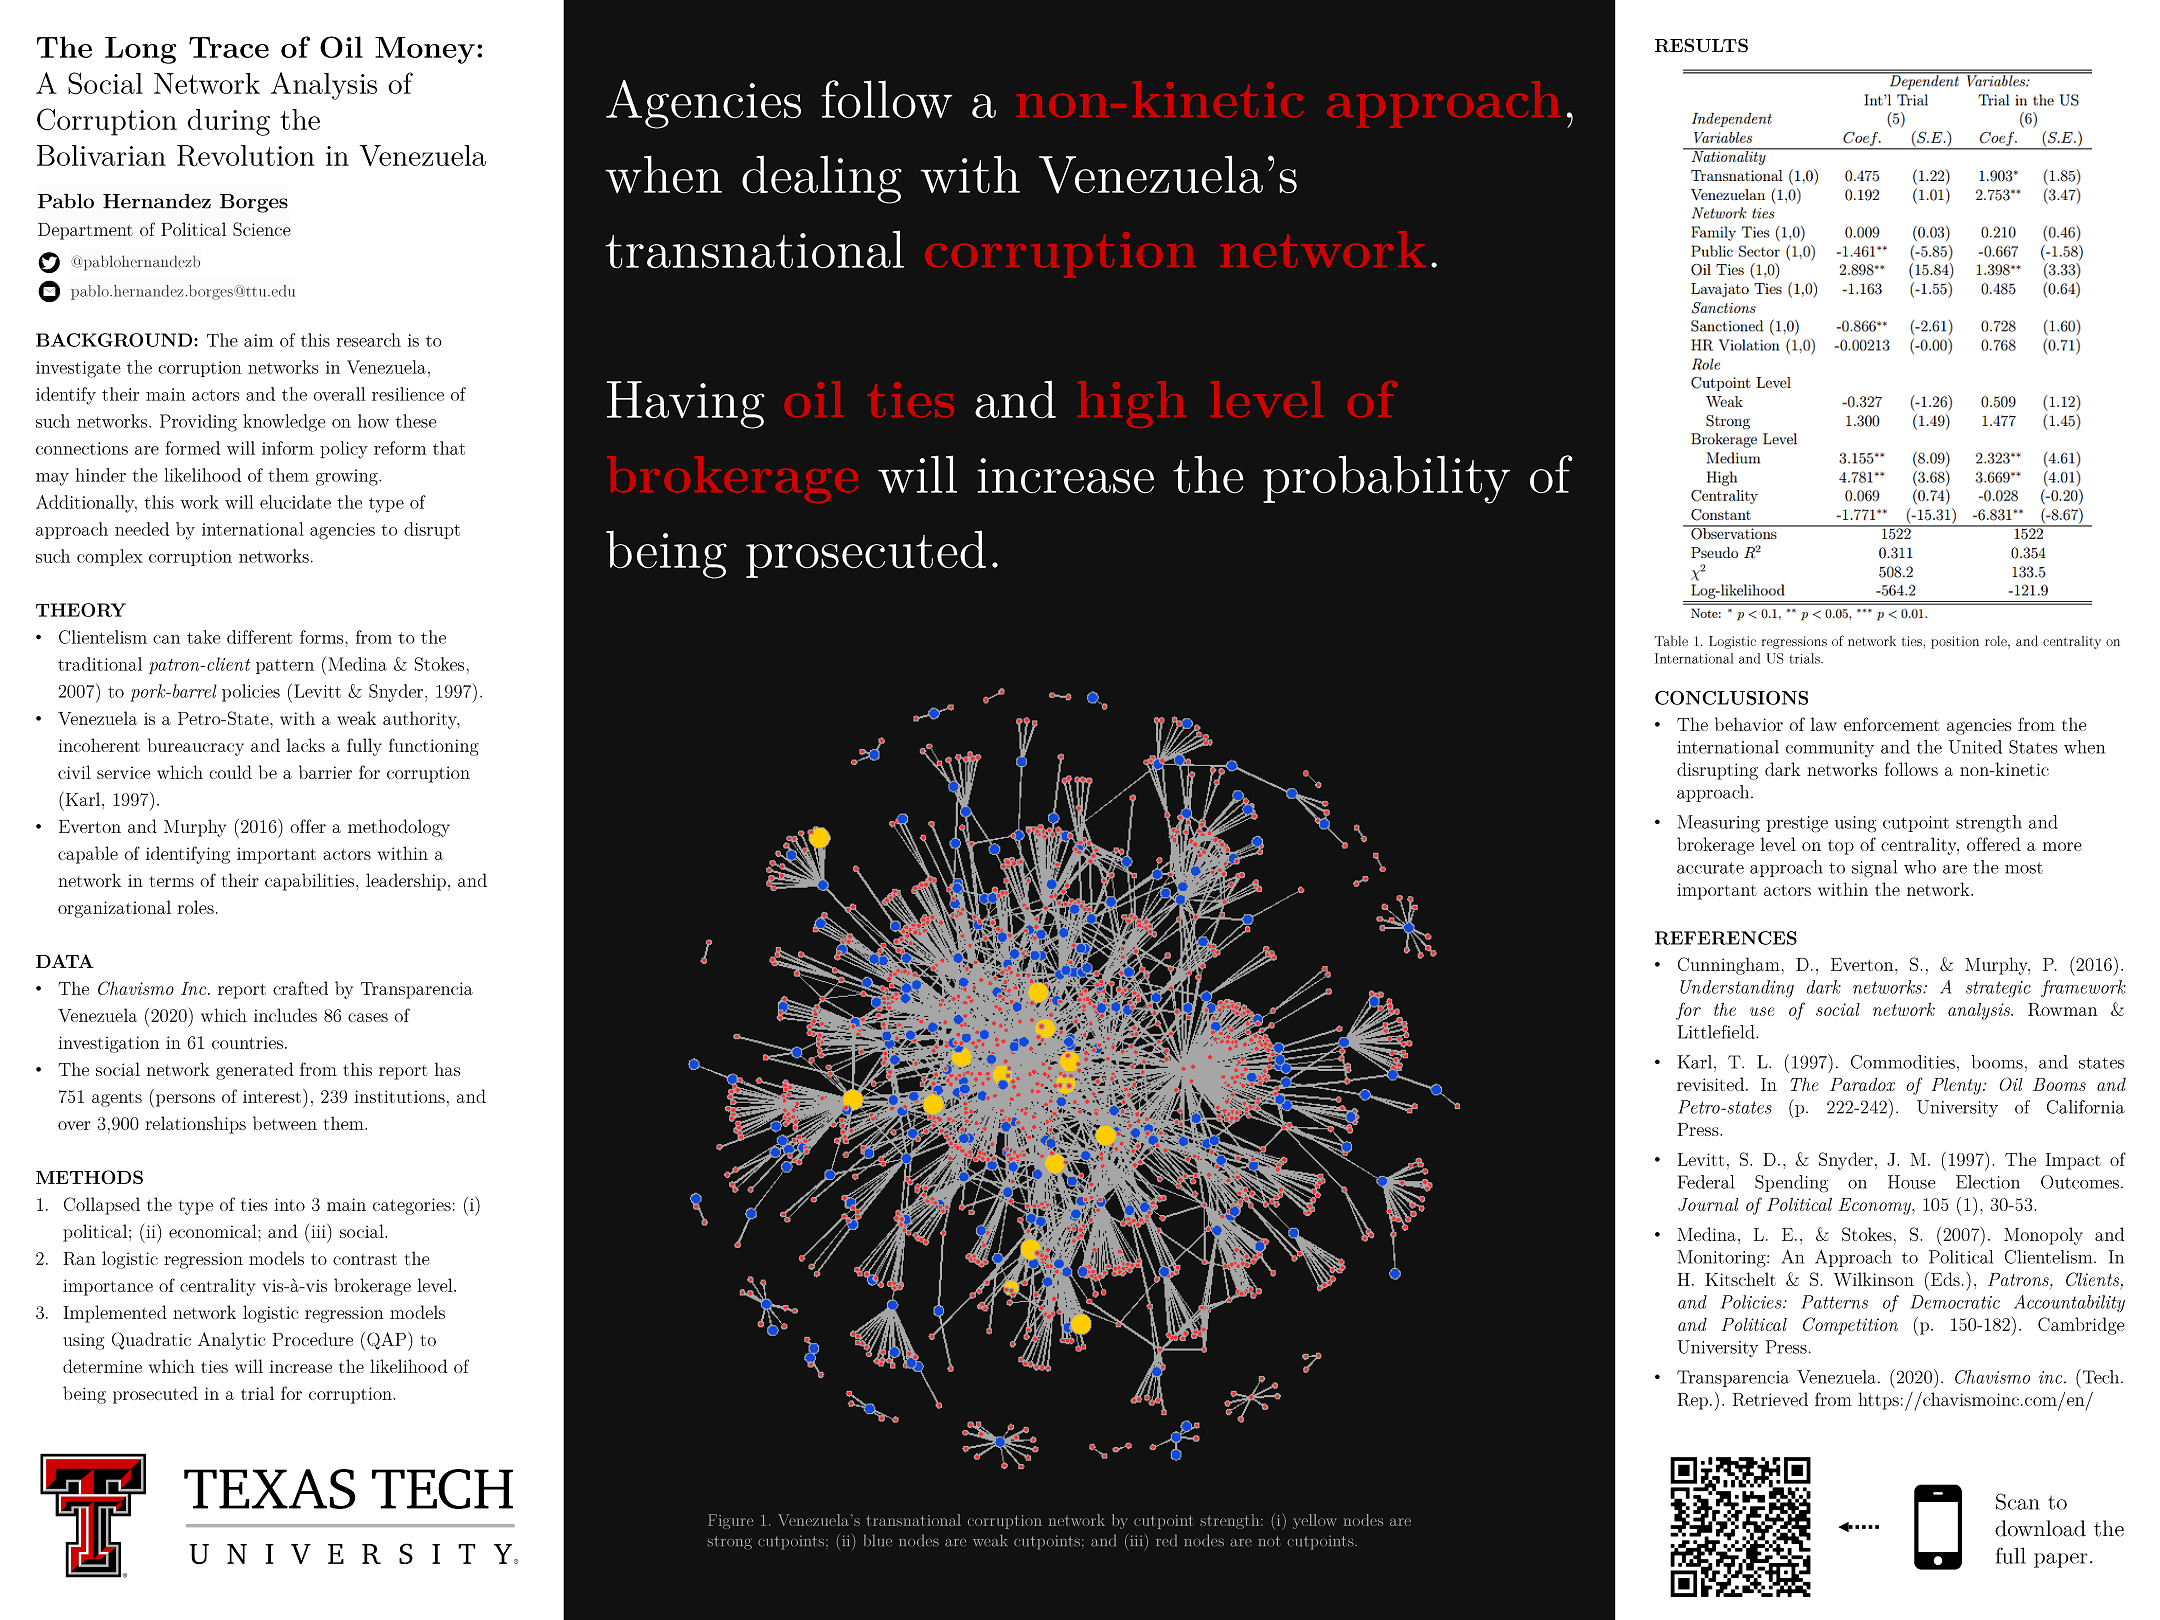 The Long Trace of Oil Money:
A Social Network Analysis of
Corruption during the
Bolivarian Revolution in Venezuela
Pablo Hernandez Borges
Department of Political Science
@pablohernandezb
pablo.hernandez.borges@ttu.edu
BACKGROUND: The aim of this research is to
investigate the corruption networks in Venezuela,
identify their main actors and the overall resilience of
such networks. Providing knowledge on how these
connections are formed will inform policy reform that
may hinder the likelihood of them growing.
Additionally, this work will elucidate the type of
approach needed by international agencies to disrupt
such complex corruption networks.
THEORY
• Clientelism can take different forms, from to the
traditional patron-client pattern (Medina & Stokes,
2007) to pork-barrel policies (Levitt & Snyder, 1997).
• Venezuela is a Petro-State, with a weak authority,
incoherent bureaucracy and lacks a fully functioning
civil service which could be a barrier for corruption
(Karl, 1997).
• Everton and Murphy (2016) offer a methodology
capable of identifying important actors within a
network in terms of their capabilities, leadership, and
organizational roles.
DATA
• The Chavismo Inc. report crafted by Transparencia
Venezuela (2020) which includes 86 cases of
investigation in 61 countries.
• The social network generated from this report has
751 agents (persons of interest), 239 institutions, and
over 3,900 relationships between them.
METHODS
1. Collapsed the type of ties into 3 main categories: (i)
political; (ii) economical; and (iii) social.
2. Ran logistic regression models to contrast the
importance of centrality vis-à-vis brokerage level.
3. Implemented network logistic regression models
using Quadratic Analytic Procedure (QAP) to
determine which ties will increase the likelihood of
being prosecuted in a trial for corruption.
TEXAS TECH
UNIVERSITY®
Agencies follow a non-kinetic approach,
when dealing with Venezuela's
transnational corruption network.
Having oil ties and high level of
brokerage will increase the probability of
being prosecuted.
Figure 1. Venezuela's transnational corruption network by cutpoint strength: (i) yellow nodes are
strong cutpoints; (ii) blue nodes are weak cutpoints; and (iii) red nodes are not cutpoints.
RESULTS
Dependent Variables:
Int'l Trial Trial in the US
Independent (5) (6)
Variables Coef. (S.E.) Coef. (S.E.)
Nationality
Transnational (1,0) 0.475 (1.22) 1.903* (1.85)
Venezuelan (1,0) 0.192 (1.01) 2.753** (3.47)
Network ties
Family Ties (1,0) 0.009 (0.03) 0.210 (0.46)
Public Sector (1,0) -1.461** (-5.85) -0.667 (-1.58)
Oil Ties (1,0) 2.898** (15.84) 1.398** (3.33)
Lavajato Ties (1,0) -1.163 (-1.55) 0.485 (0.64)
Sanctions
Sanctioned (1,0) -0.866** (-2.61) 0.728 (1.60)
HR Violation (1,0) -0.00213 (-0.00) 0.768 (0.71)
Role
Cutpoint Level
Weak -0.327 (-1.26) 0.509 (1.12)
Strong 1.300 (1.49) 1.477 (1.45)
Brokerage Level
Medium 3.155** (8.09) 2.323** (4.61)
High 4.781** (3.68) 3.669** (4.01)
Centrality 0.069 (0.74) -0.028 (-0.20)
Constant -1.771** (-15.31) -6.831** (-8.67)
Observations 1522 1522
Pseudo R² 0.311 0.354
χ² 508.2 133.5
Log-likelihood -564.2 -121.9
Note: * p < 0.1, ** p < 0.05, *** p < 0.01.
Table 1. Logistic regressions of network ties, position role, and centrality on
International and US trials.
CONCLUSIONS
• The behavior of law enforcement agencies from the
international community and the United States when
disrupting dark networks follows a non-kinetic
approach.
• Measuring prestige using cutpoint strength and
brokerage level on top of centrality, offered a more
accurate approach to signal who are the most
important actors within the network.
REFERENCES
• Cunningham, D., Everton, S., & Murphy, P. (2016).
Understanding dark networks: A strategic framework
for the use of social network analysis. Rowman &
Littlefield.
• Karl, T. L. (1997). Commodities, booms, and states
revisited. In The Paradox of Plenty: Oil Booms and
Petro-states (p. 222-242). University of California
Press.
• Levitt, S. D., & Snyder, J. M. (1997). The Impact of
Federal Spending on House Election Outcomes.
Journal of Political Economy, 105 (1), 30-53.
• Medina, L. E., & Stokes, S. (2007). Monopoly and
Monitoring: An Approach to Political Clientelism. In
H. Kitschelt & S. Wilkinson (Eds.), Patrons, Clients,
and Policies: Patterns of Democratic Accountability
and Political Competition (p. 150-182). Cambridge
University Press.
• Transparencia Venezuela. (2020). Chavismo inc. (Tech.
Rep.). Retrieved from https://chavismoinc.com/en/
Scan to
download the
full paper.